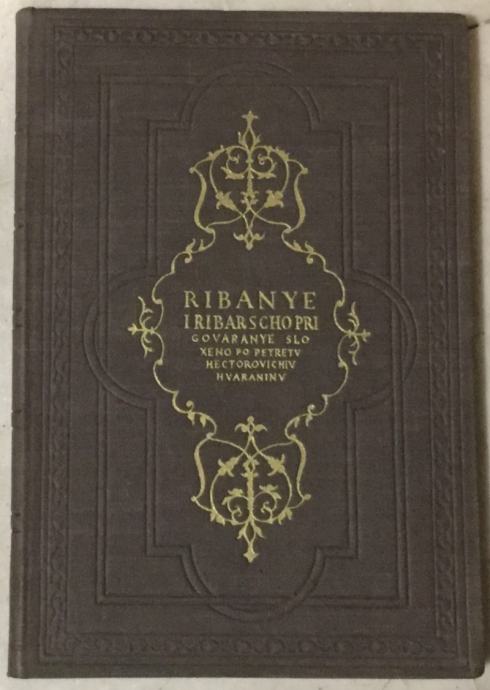 RIBANYE
I RIBARSCHO PRI
GOVARANYE SLO
XENO PO PETRETV
HECTOROVICHIV
HVARANINV